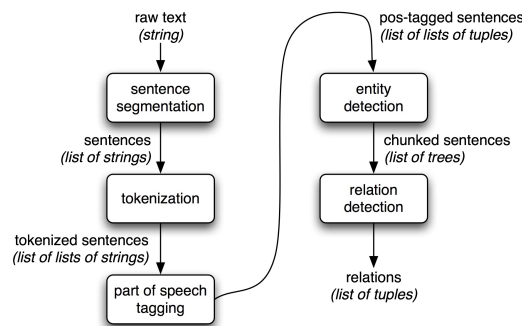 raw text
(string)
sentence
segmentation
sentences
(list of strings)
tokenization
tokenized sentences
(list of lists of strings)
part of speech
tagging
pos-tagged sentences
(list of lists of tuples)
entity
detection
chunked sentences
(list of trees)
relation
detection
relations
(list of tuples)